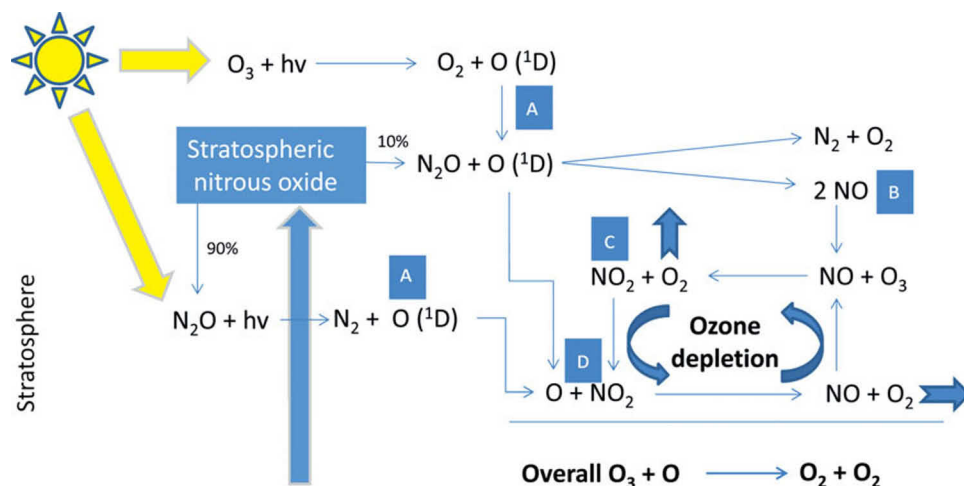 O₃ + hv
O₂ + O (¹D)
A
Stratospheric
nitrous oxide
10%
N₂O + O (¹D)
N₂ + O₂
2 NO
B
90%
C
NO₂ + O₂
NO + O₃
A
N₂O + hv
N₂ + O (¹D)
Ozone
depletion
D
O + NO₂
NO + O₂
Stratosphere
Overall O₃ + O
O₂ + O₂